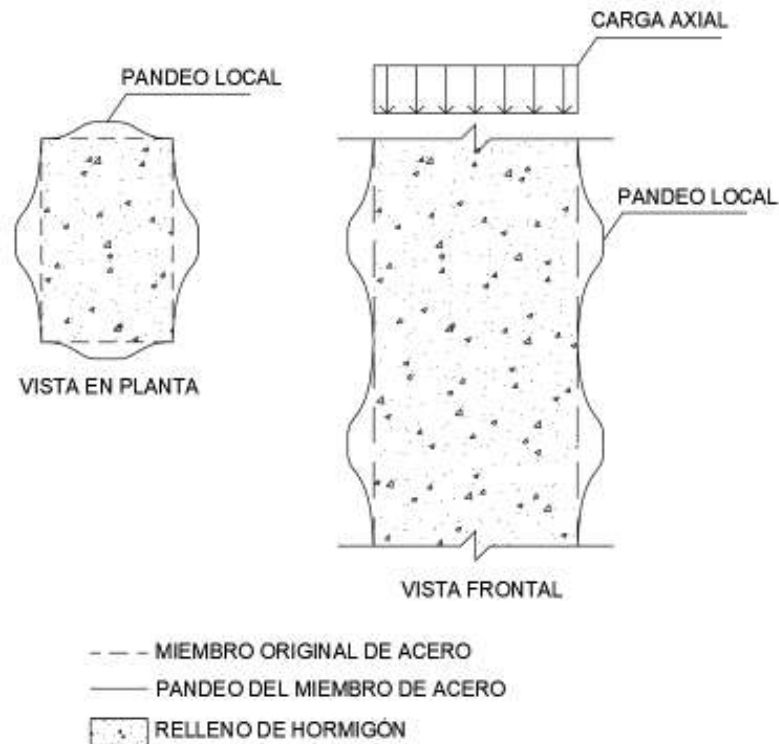 CARGA AXIAL
PANDEO LOCAL
PANDEO LOCAL
VISTA EN PLANTA
VISTA FRONTAL
MIEMBRO ORIGINAL DE ACERO
PANDEO DEL MIEMBRO DE ACERO
RELLENO DE HORMIGÓN